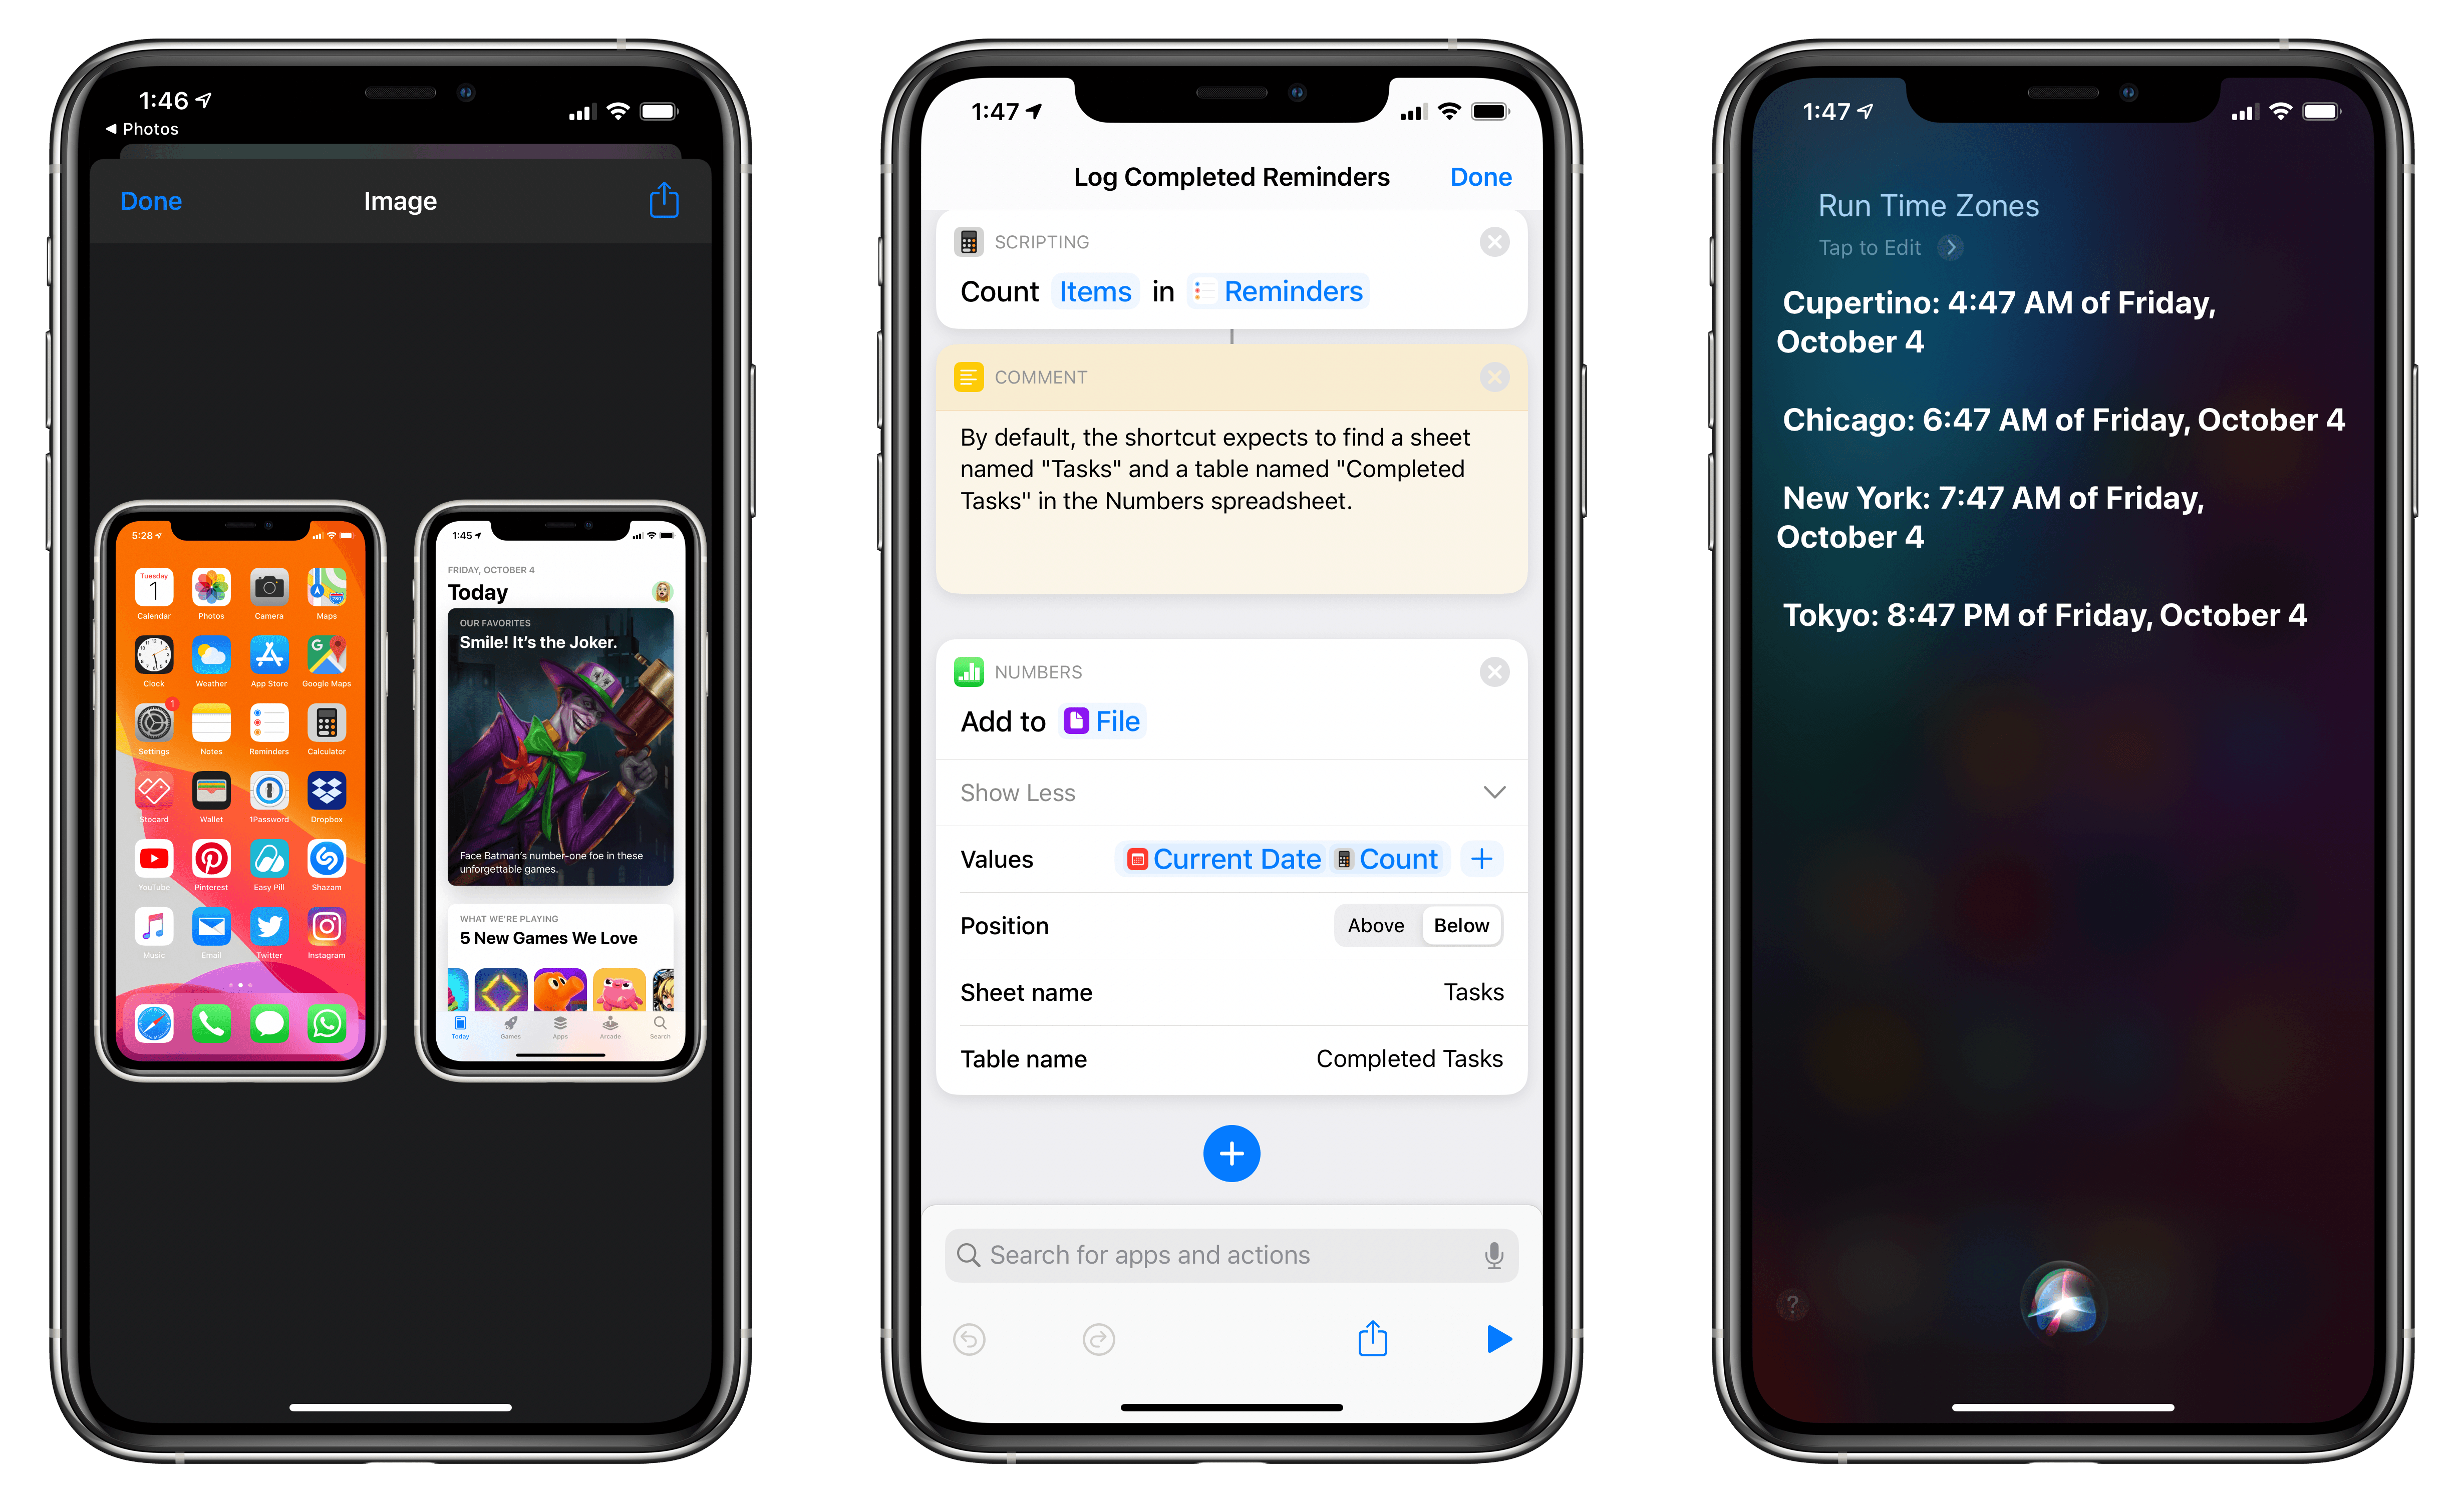 1:46
Photos
Done
Image
5:28
Tuesday
1
Calendar
Photos
Camera
Maps
Clock
Weather
App Store
Google Maps
1
Settings
Notes
Reminders
Calculator
Stocard
Wallet
1Password
Dropbox
YouTube
Pinterest
Easy Pill
Shazam
Music
Email
Twitter
Instagram
1:45
FRIDAY, OCTOBER 4
Today
OUR FAVORITES
Smile! It’s the Joker.
Face Batman’s number-one foe in these
unforgettable games.
WHAT WE’RE PLAYING
5 New Games We Love
Today
Games
Apps
Arcade
Search
1:47
Log Completed Reminders
Done
SCRIPTING
Count Items in Reminders
COMMENT
By default, the shortcut expects to find a sheet
named "Tasks" and a table named "Completed
Tasks" in the Numbers spreadsheet.
NUMBERS
Add to File
Show Less
Values Current Date Count
Position Above Below
Sheet name Tasks
Table name Completed Tasks
Search for apps and actions
1:47
Run Time Zones
Tap to Edit
Cupertino: 4:47 AM of Friday,
October 4
Chicago: 6:47 AM of Friday, October 4
New York: 7:47 AM of Friday,
October 4
Tokyo: 8:47 PM of Friday, October 4
?